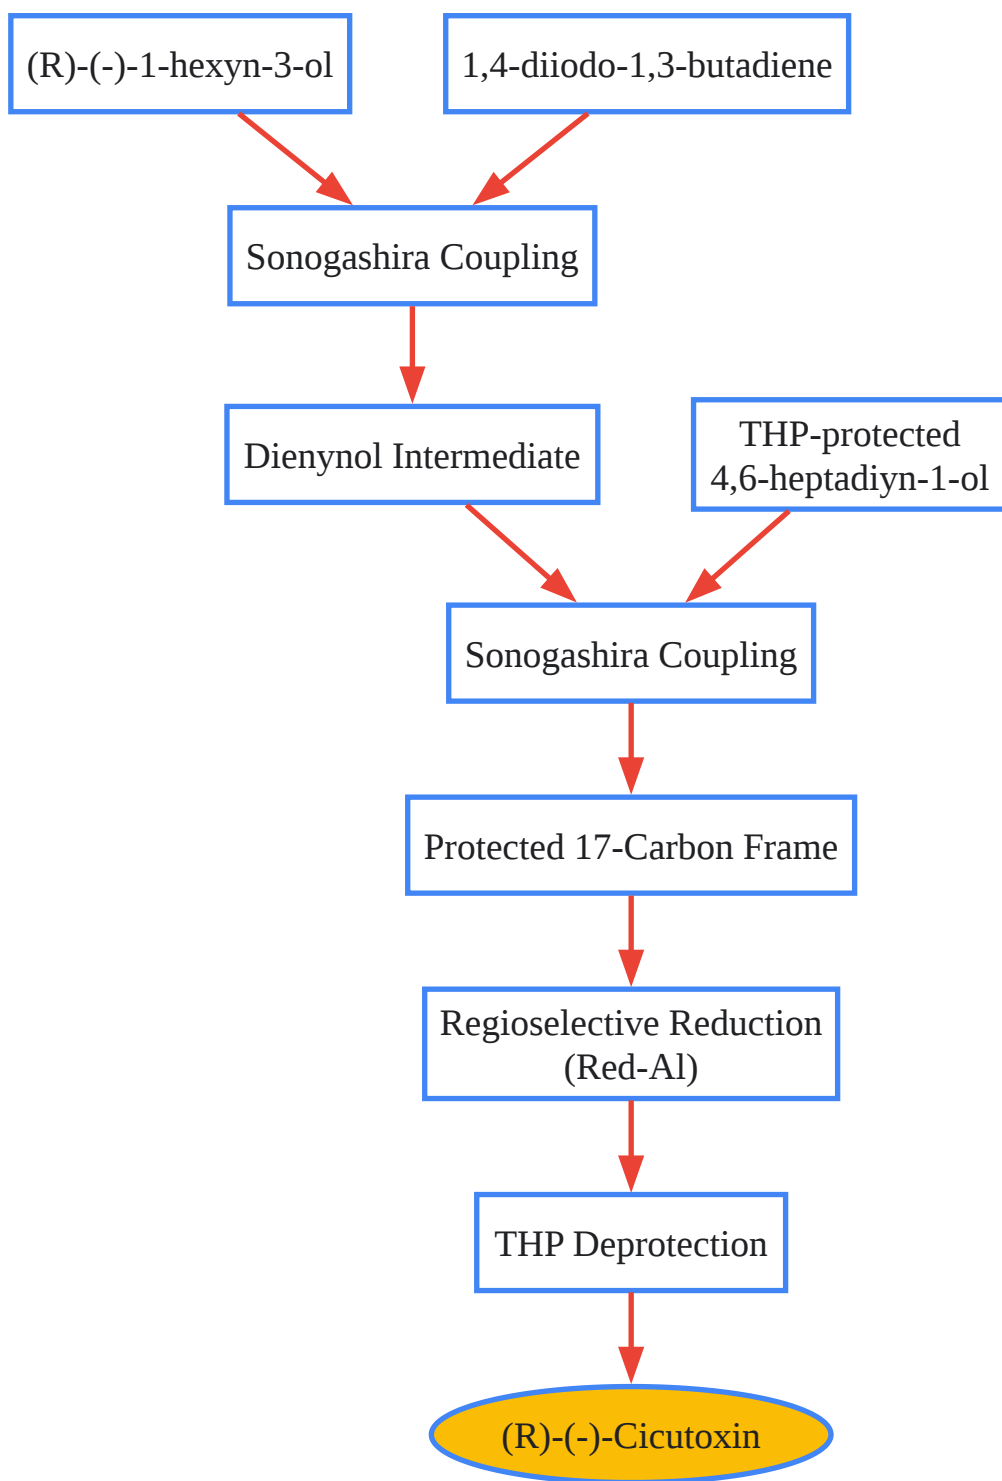 (R)-(-)-1-hexyn-3-ol
1,4-diiodo-1,3-butadiene
Sonogashira Coupling
Dienynol Intermediate
THP-protected
4,6-heptadiyn-1-ol
Sonogashira Coupling
Protected 17-Carbon Frame
Regioselective Reduction
(Red-Al)
THP Deprotection
(R)-(-)-Cicutoxin